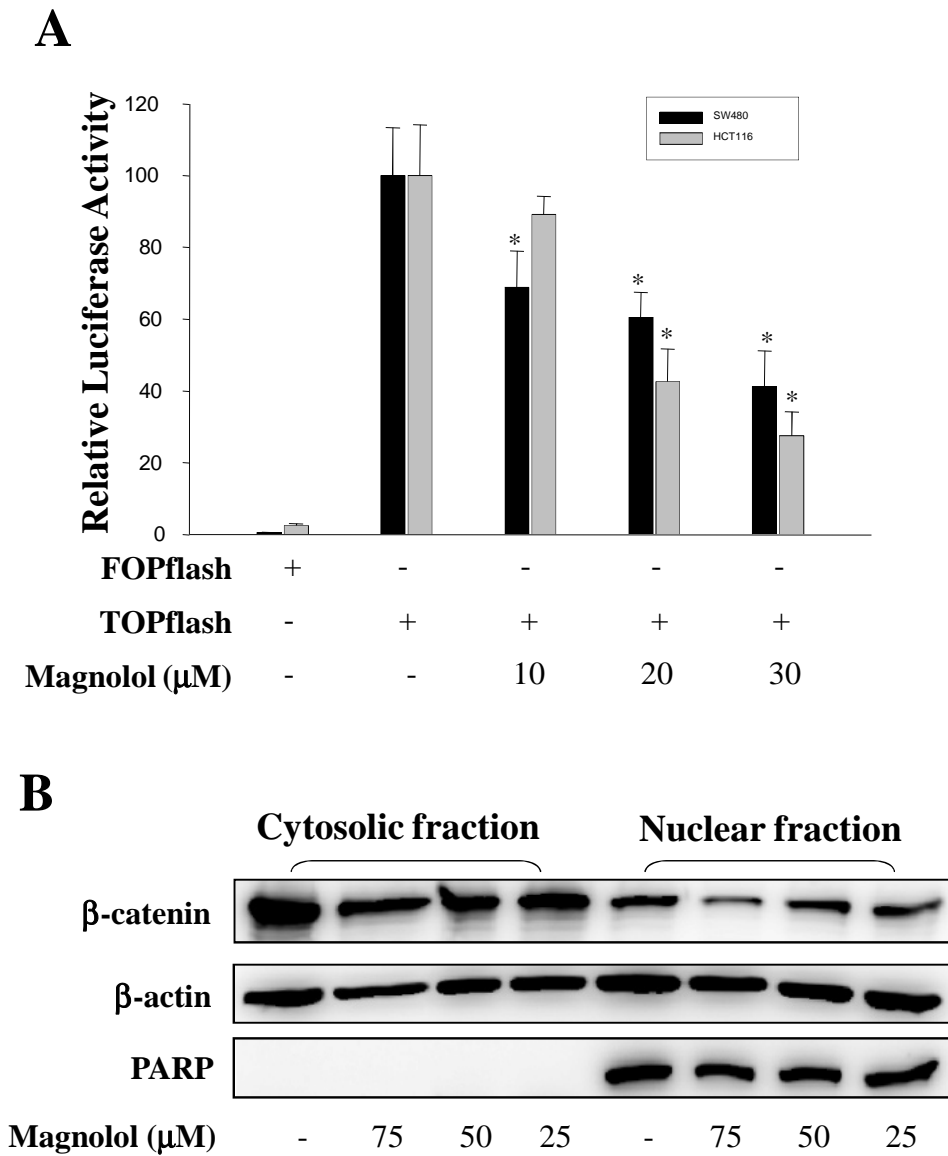 A
Relative Luciferase Activity
120
100
80
60
40
20
0
SW480
HCT116
* * * * *
FOPflash + - - - -
TOPflash - + + + +
Magnolol (μM) - - 10 20 30
B
Cytosolic fraction Nuclear fraction
β-catenin
β-actin
PARP
Magnolol (μM) - 75 50 25 - 75 50 25